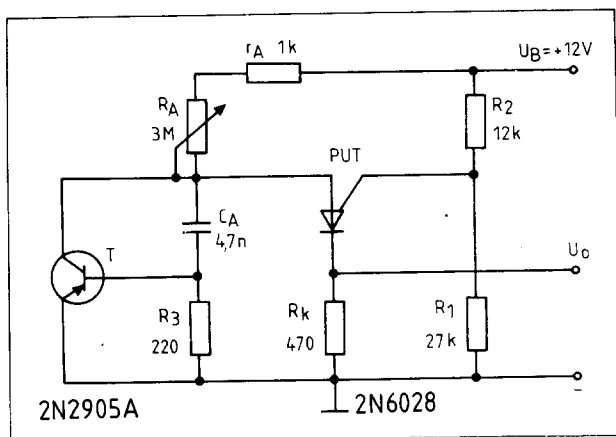 rA 1k
UB=+12V
RA
3M
R2
12k
PUT
CA
4,7n
T
Uo
R3
220
Rk
470
R1
27k
-
2N2905A
2N6028